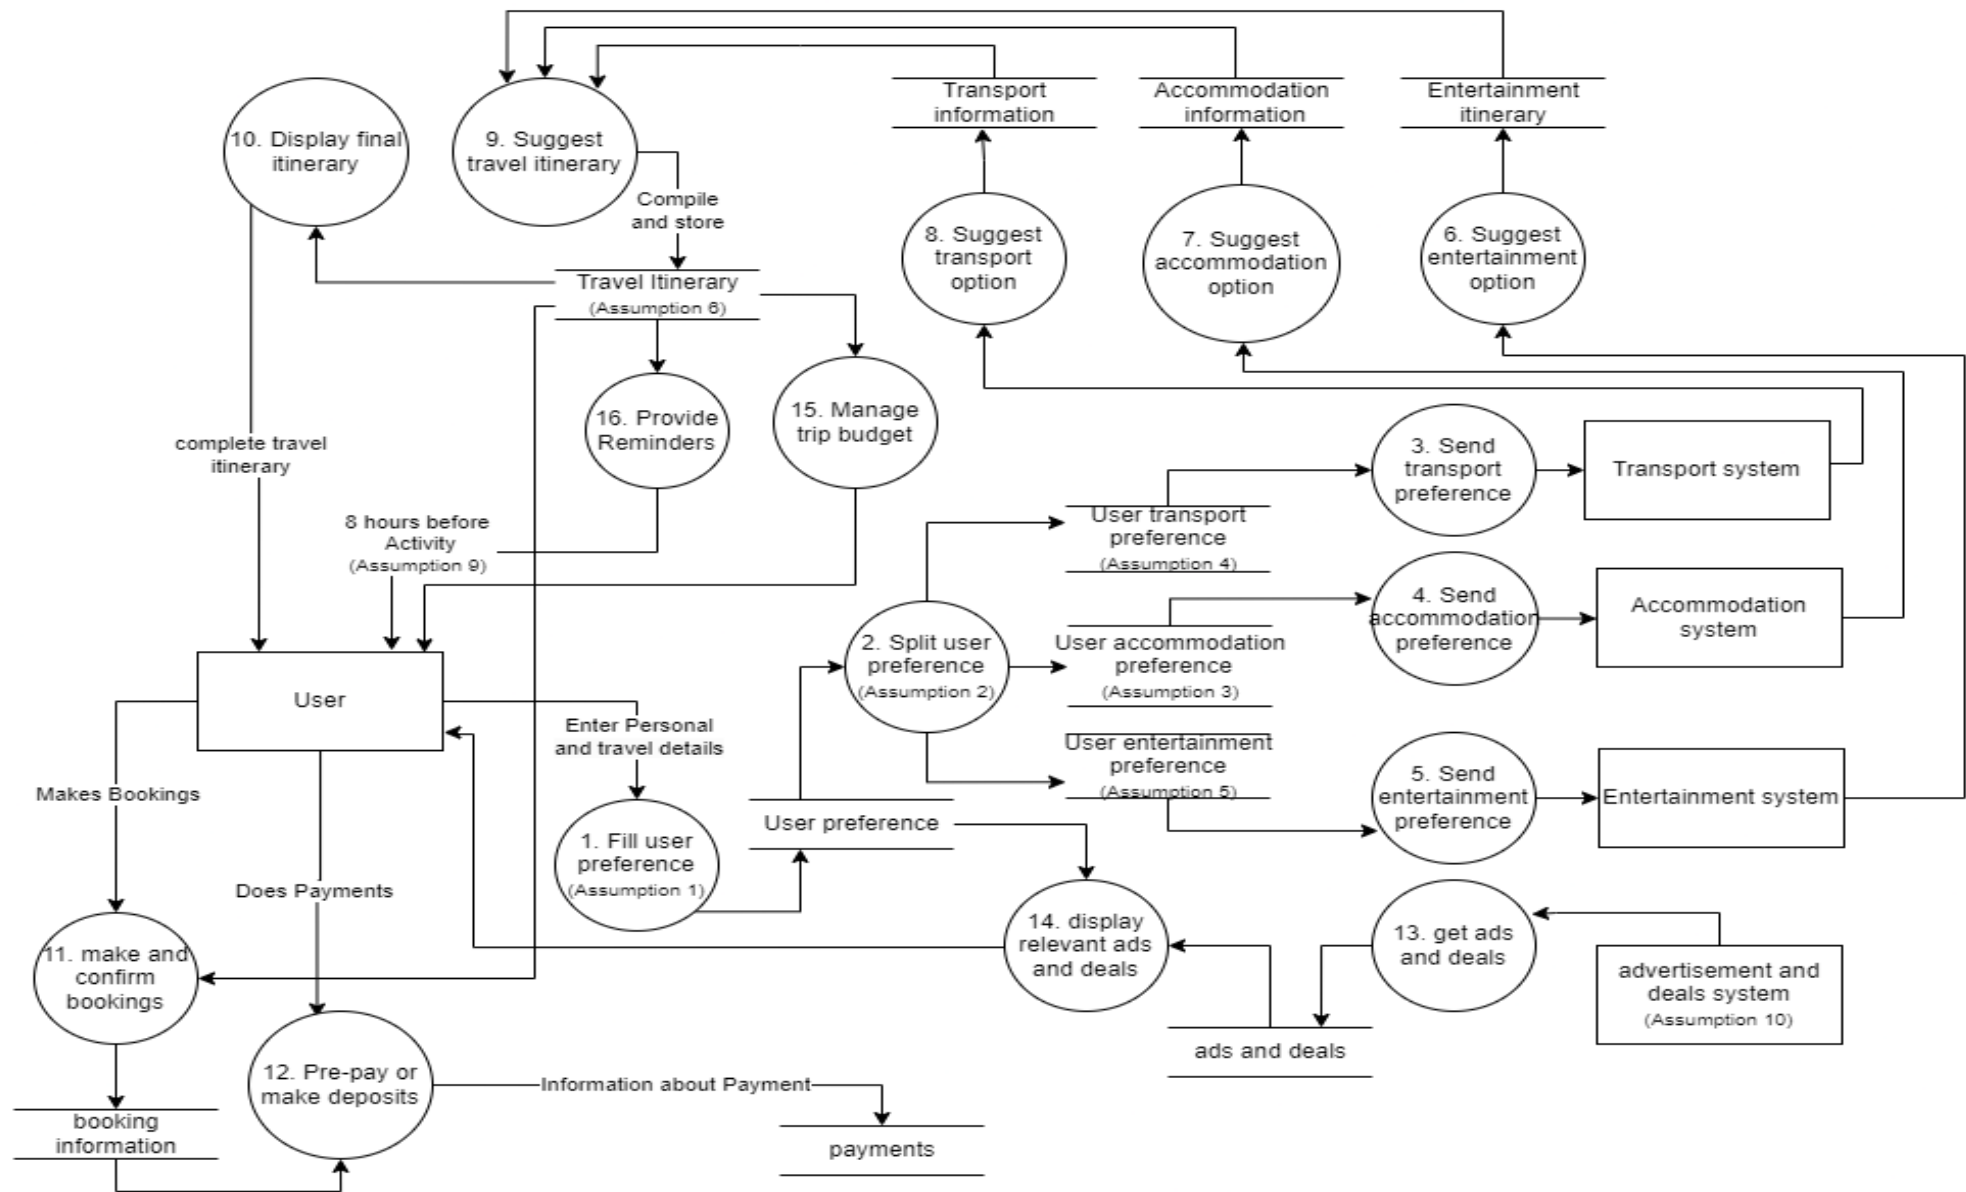 Transport
information
Accommodation
information
Entertainment
itinerary
10. Display final
itinerary
9. Suggest
travel itinerary
Compile
and store
8. Suggest
transport
option
7. Suggest
accommodation
option
6. Suggest
entertainment
option
Travel Itinerary
(Assumption 6)
16. Provide
Reminders
15. Manage
trip budget
complete travel
itinerary
8 hours before
Activity
(Assumption 9)
3. Send
transport
preference
Transport system
User transport
preference
(Assumption 4)
4. Send
accommodation
preference
Accommodation
system
2. Split user
preference
(Assumption 2)
User accommodation
preference
(Assumption 3)
User
Enter Personal
and travel details
User entertainment
preference
(Assumption 5)
5. Send
entertainment
preference
Entertainment system
Makes Bookings
1. Fill user
preference
(Assumption 1)
User preference
Does Payments
11. make and
confirm
bookings
14. display
relevant ads
and deals
13. get ads
and deals
advertisement and
deals system
(Assumption 10)
ads and deals
12. Pre-pay or
make deposits
Information about Payment
booking
information
payments